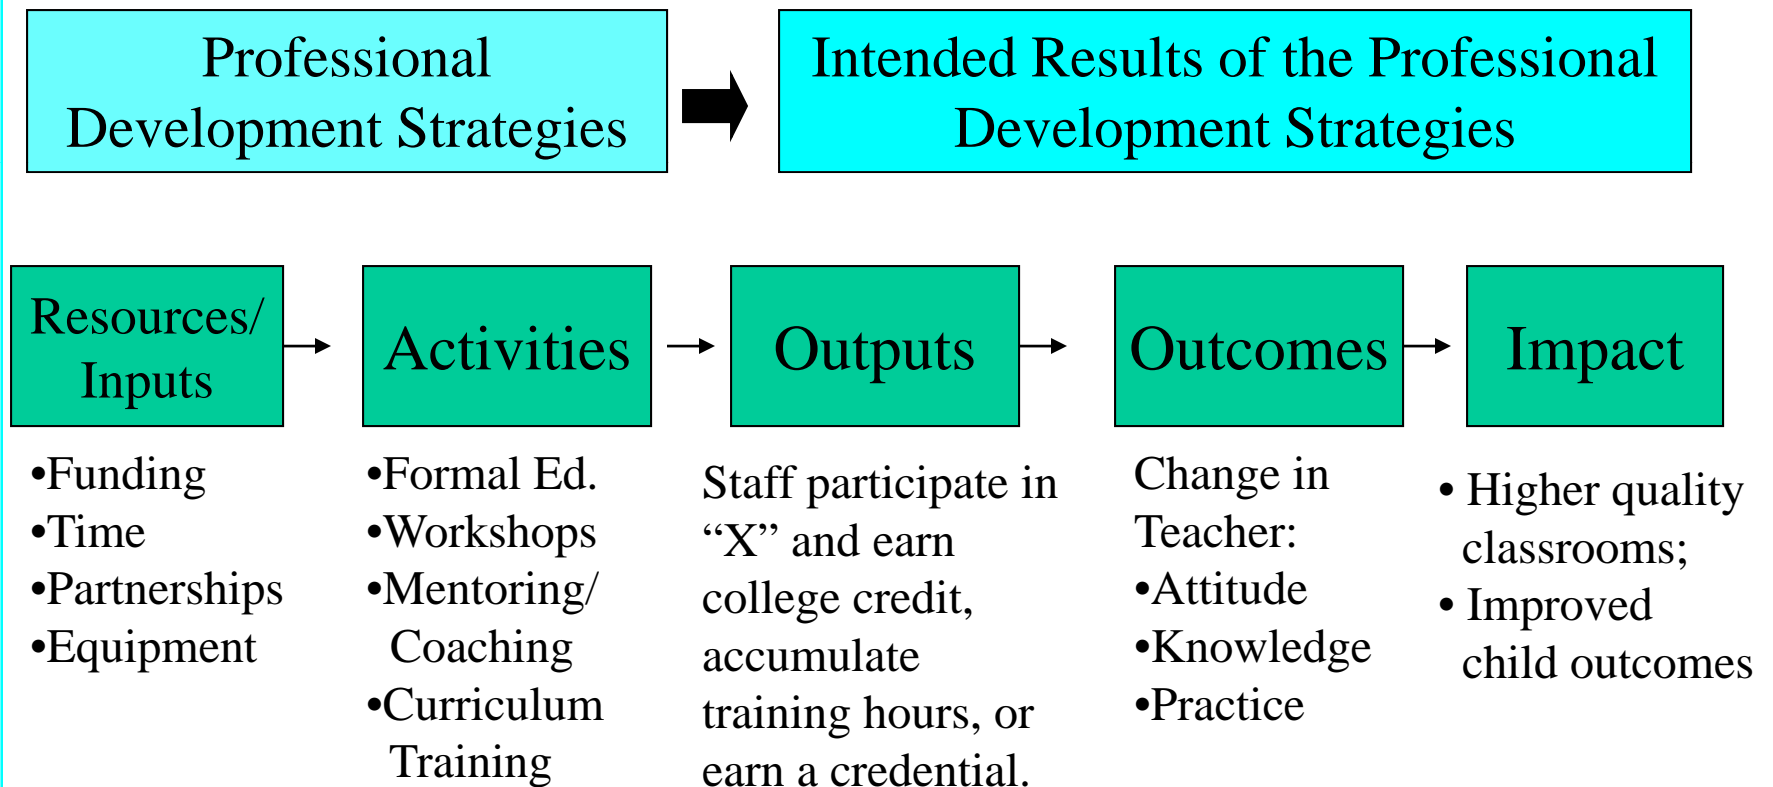 Professional
Development Strategies
Intended Results of the Professional
Development Strategies
Resources/
Inputs
Activities
Outputs
Outcomes
Impact
•Funding
•Time
•Partnerships
•Equipment
•Formal Ed.
•Workshops
•Mentoring/
Coaching
•Curriculum
Training
Staff participate in
“X” and earn
college credit,
accumulate
training hours, or
earn a credential.
Change in
Teacher:
•Attitude
•Knowledge
•Practice
• Higher quality
classrooms;
• Improved
child outcomes